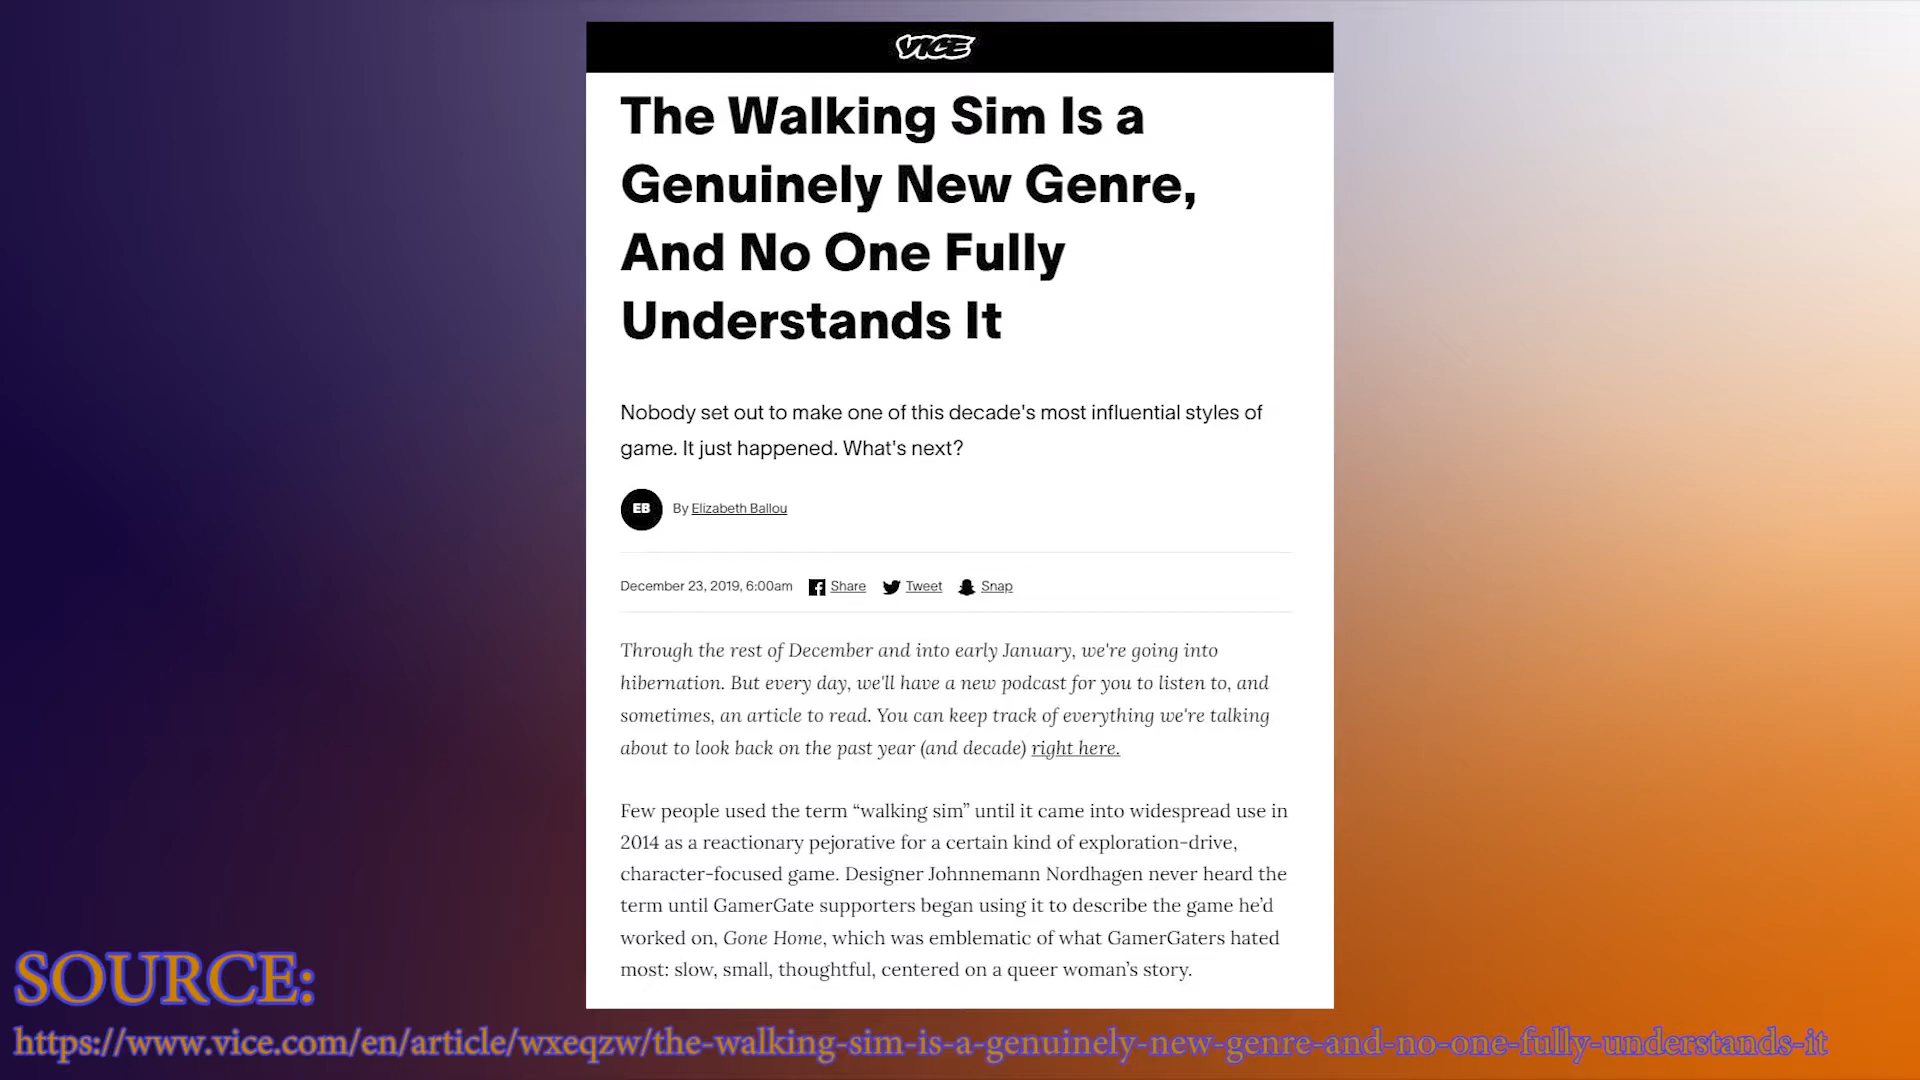 VICE
The Walking Sim Is a
Genuinely New Genre,
And No One Fully
Understands It
Nobody set out to make one of this decade's most influential styles of
game. It just happened. What's next?
EB
By Elizabeth Ballou
December 23, 2019, 6:00am Share Tweet Snap
Through the rest of December and into early January, we're going into
hibernation. But every day, we'll have a new podcast for you to listen to, and
sometimes, an article to read. You can keep track of everything we're talking
about to look back on the past year (and decade) right here.
Few people used the term “walking sim” until it came into widespread use in
2014 as a reactionary pejorative for a certain kind of exploration-drive,
character-focused game. Designer Johnnemann Nordhagen never heard the
term until GamerGate supporters began using it to describe the game he’d
worked on, Gone Home, which was emblematic of what GamerGaters hated
most: slow, small, thoughtful, centered on a queer woman’s story.
SOURCE:
https://www.vice.com/en/article/wxeqzw/the-walking-sim-is-a-genuinely-new-genre-and-no-one-fully-understands-it